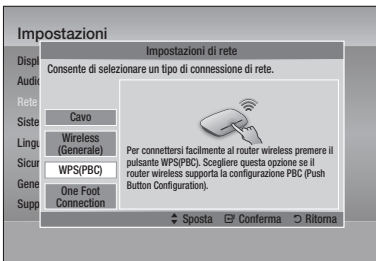 Impostazioni
Impostazioni di rete
Consente di selezionare un tipo di connessione di rete.
Displ
Audio
Rete
Siste
Lingu
Sicur
Gene
Supp
Cavo
Wireless
(Generale)
WPS(PBC)
One Foot
Connection
Per connettersi facilmente al router wireless premere il
pulsante WPS(PBC). Scegliere questa opzione se il
router wireless supporta la configurazione PBC (Push
Button Configuration).
Sposta Conferma Ritorna